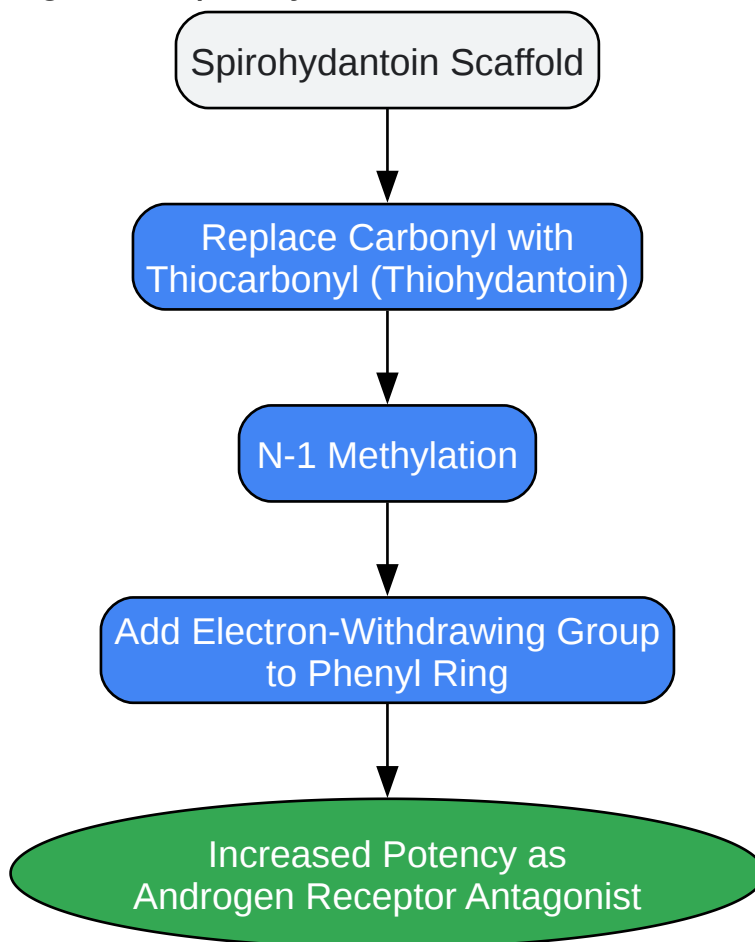 Spirohydantoin Scaffold
Replace Carbonyl with
Thiocarbonyl (Thiohydantoin)
N-1 Methylation
Add Electron-Withdrawing Group
to Phenyl Ring
Increased Potency as
Androgen Receptor Antagonist